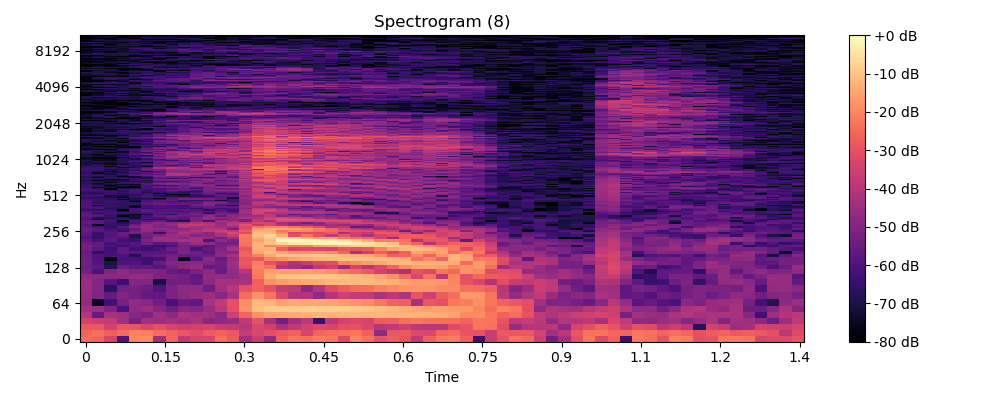 Spectrogram (8)
8192
4096
2048
1024
512
256
128
64
0
Hz
0 0.15 0.3 0.45 0.6 0.75 0.9 1.1 1.2 1.4
Time
+0 dB
-10 dB
-20 dB
-30 dB
-40 dB
-50 dB
-60 dB
-70 dB
-80 dB